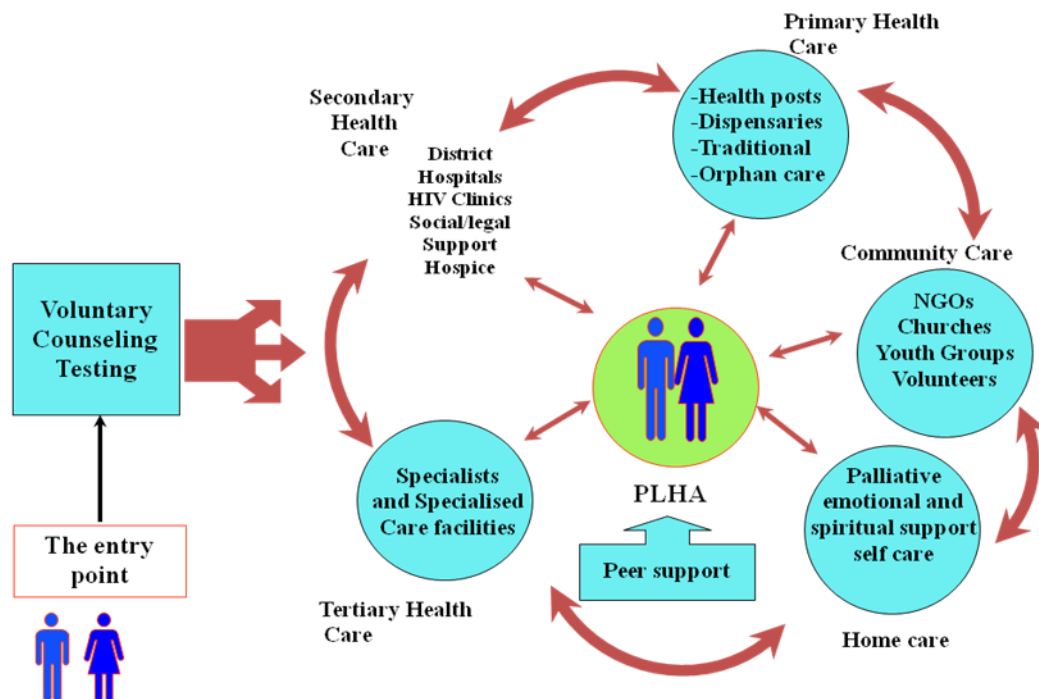 Primary Health
Care
-Health posts
-Dispensaries
-Traditional
-Orphan care
Secondary
Health
Care
District
Hospitals
HIV Clinics
Social/legal
Support
Hospice
Community Care
NGOs
Churches
Youth Groups
Volunteers
Voluntary
Counseling
Testing
The entry
point
Specialists
and Specialised
Care facilities
Tertiary Health
Care
PLHA
Peer support
Palliative
emotional and
spiritual support
self care
Home care